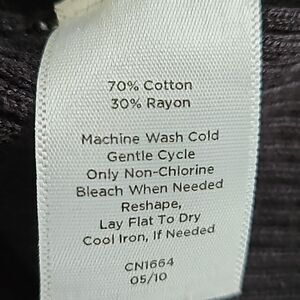 70% Cotton
30% Rayon
Machine Wash Cold
Gentle Cycle
Only Non-Chlorine
Bleach When Needed
Reshape,
Lay Flat To Dry
Cool Iron, If Needed
CN1664
05/10